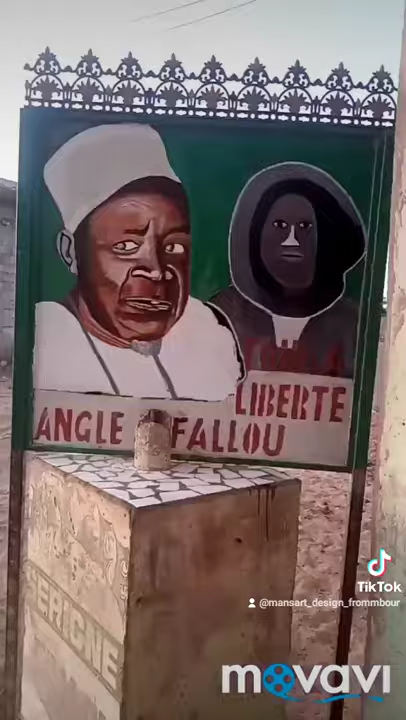 LIBERTE
ANGLE FALLOU
TikTok
@mansart_design_frommbour
movavi